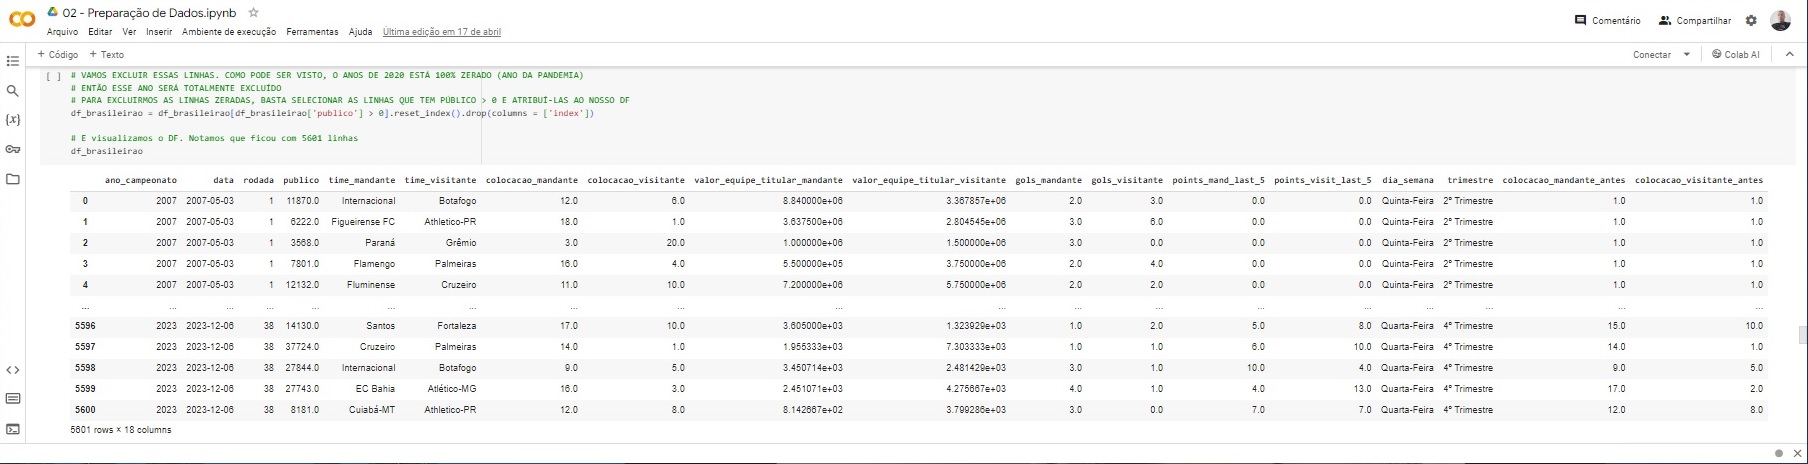 02 - Preparação de Dados.ipynb
Arquivo Editar Ver Inserir Ambiente de execução Ferramentas Ajuda Última edição em 17 de abril
Comentário Compartilhar
+ Código + Texto
Conectar Colab AI
[ ] # VAMOS EXCLUIR ESSAS LINHAS. COMO PODE SER VISTO, O ANOS DE 2020 ESTÁ 100% ZERADO (ANO DA PANDEMIA)
# ENTÃO ESSE ANO SERÁ TOTALMENTE EXCLUÍDO
# PARA EXCLUIRMOS AS LINHAS ZERADAS, BASTA SELECIONAR AS LINHAS QUE TEM PÚBLICO > 0 E ATRIBUÍ-LAS AO NOSSO DF
df_brasileirao = df_brasileirao[df_brasileirao['publico'] > 0].reset_index().drop(columns = ['index'])
# E visualizamos o DF. Notamos que ficou com 5601 linhas
df_brasileirao
ano_campeonato data rodada publico time_mandante time_visitante colocacao_mandante colocacao_visitante valor_equipe_titular_mandante valor_equipe_titular_visitante gols_mandante gols_visitante points_mand_last_5 points_visit_last_5 dia_semana trimestre colocacao_mandante_antes colocacao_visitante_antes
0 2007 2007-05-03 1 11870.0 Internacional Botafogo 12.0 6.0 8.840000e+06 3.367857e+06 2.0 3.0 0.0 0.0 Quinta-Feira 2º Trimestre 1.0 1.0
1 2007 2007-05-03 1 6222.0 Figueirense FC Athletico-PR 18.0 1.0 3.637500e+06 2.804545e+06 3.0 6.0 0.0 0.0 Quinta-Feira 2º Trimestre 1.0 1.0
2 2007 2007-05-03 1 3568.0 Paraná Grêmio 3.0 20.0 1.000000e+06 1.500000e+06 3.0 0.0 0.0 0.0 Quinta-Feira 2º Trimestre 1.0 1.0
3 2007 2007-05-03 1 7801.0 Flamengo Palmeiras 16.0 4.0 5.500000e+05 3.750000e+06 2.0 4.0 0.0 0.0 Quinta-Feira 2º Trimestre 1.0 1.0
4 2007 2007-05-03 1 12132.0 Fluminense Cruzeiro 11.0 10.0 7.200000e+06 5.750000e+06 2.0 2.0 0.0 0.0 Quinta-Feira 2º Trimestre 1.0 1.0
... ... ... ... ... ... ... ... ... ... ... ... ... ... ... ... ... ... ...
5596 2023 2023-12-06 38 14130.0 Santos Fortaleza 17.0 10.0 3.605000e+03 1.323929e+03 1.0 2.0 5.0 8.0 Quarta-Feira 4º Trimestre 15.0 10.0
5597 2023 2023-12-06 38 37724.0 Cruzeiro Palmeiras 14.0 1.0 1.955333e+03 7.303333e+03 1.0 1.0 6.0 10.0 Quarta-Feira 4º Trimestre 14.0 1.0
5598 2023 2023-12-06 38 27844.0 Internacional Botafogo 9.0 5.0 3.450714e+03 2.481429e+03 3.0 1.0 10.0 4.0 Quarta-Feira 4º Trimestre 9.0 5.0
5599 2023 2023-12-06 38 27743.0 EC Bahia Atlético-MG 16.0 3.0 2.451071e+03 4.275667e+03 4.0 1.0 4.0 13.0 Quarta-Feira 4º Trimestre 17.0 2.0
5600 2023 2023-12-06 38 8181.0 Cuiabá-MT Athletico-PR 12.0 8.0 8.142667e+02 3.799286e+03 3.0 0.0 7.0 7.0 Quarta-Feira 4º Trimestre 12.0 8.0
5601 rows × 18 columns